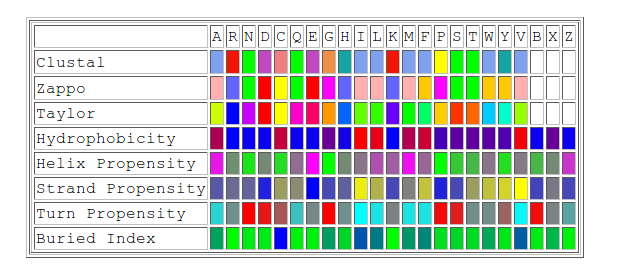 A R N D C Q E G H I L K M F P S T W Y V B X Z
Clustal
Zappo
Taylor
Hydrophobicity
Helix Propensity
Strand Propensity
Turn Propensity
Buried Index